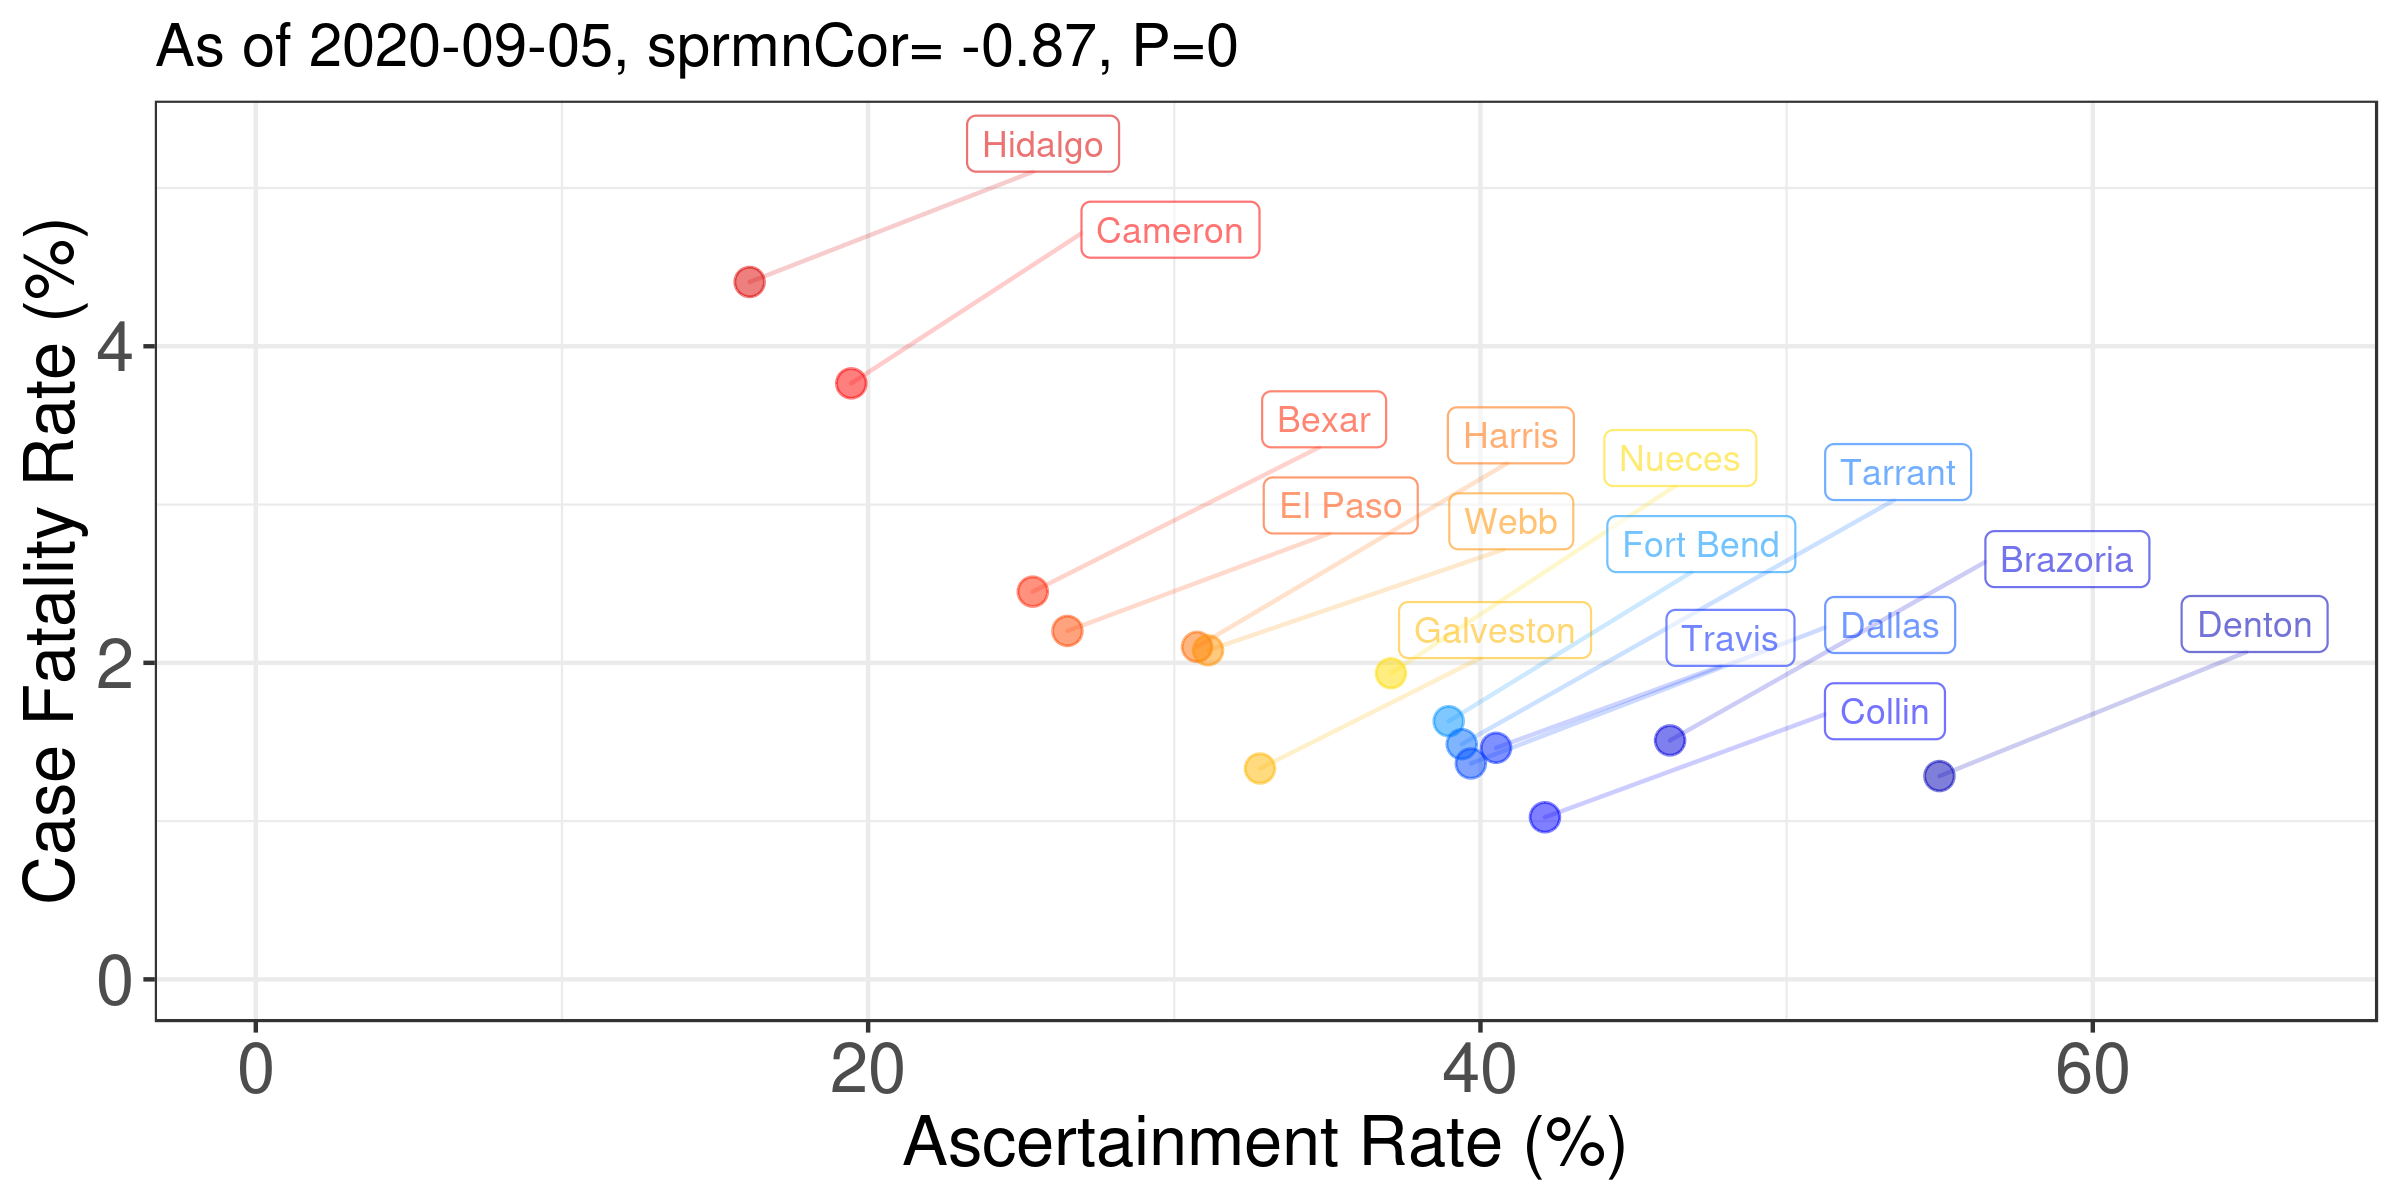 As of 2020-09-05, sprmnCor= -0.87, P=0
Case Fatality Rate (%)
4
2
0
Hidalgo
Cameron
Bexar
Harris
Nueces
Tarrant
El Paso
Webb
Fort Bend
Brazoria
Galveston
Travis
Dallas
Denton
Collin
0
20
40
60
Ascertainment Rate (%)